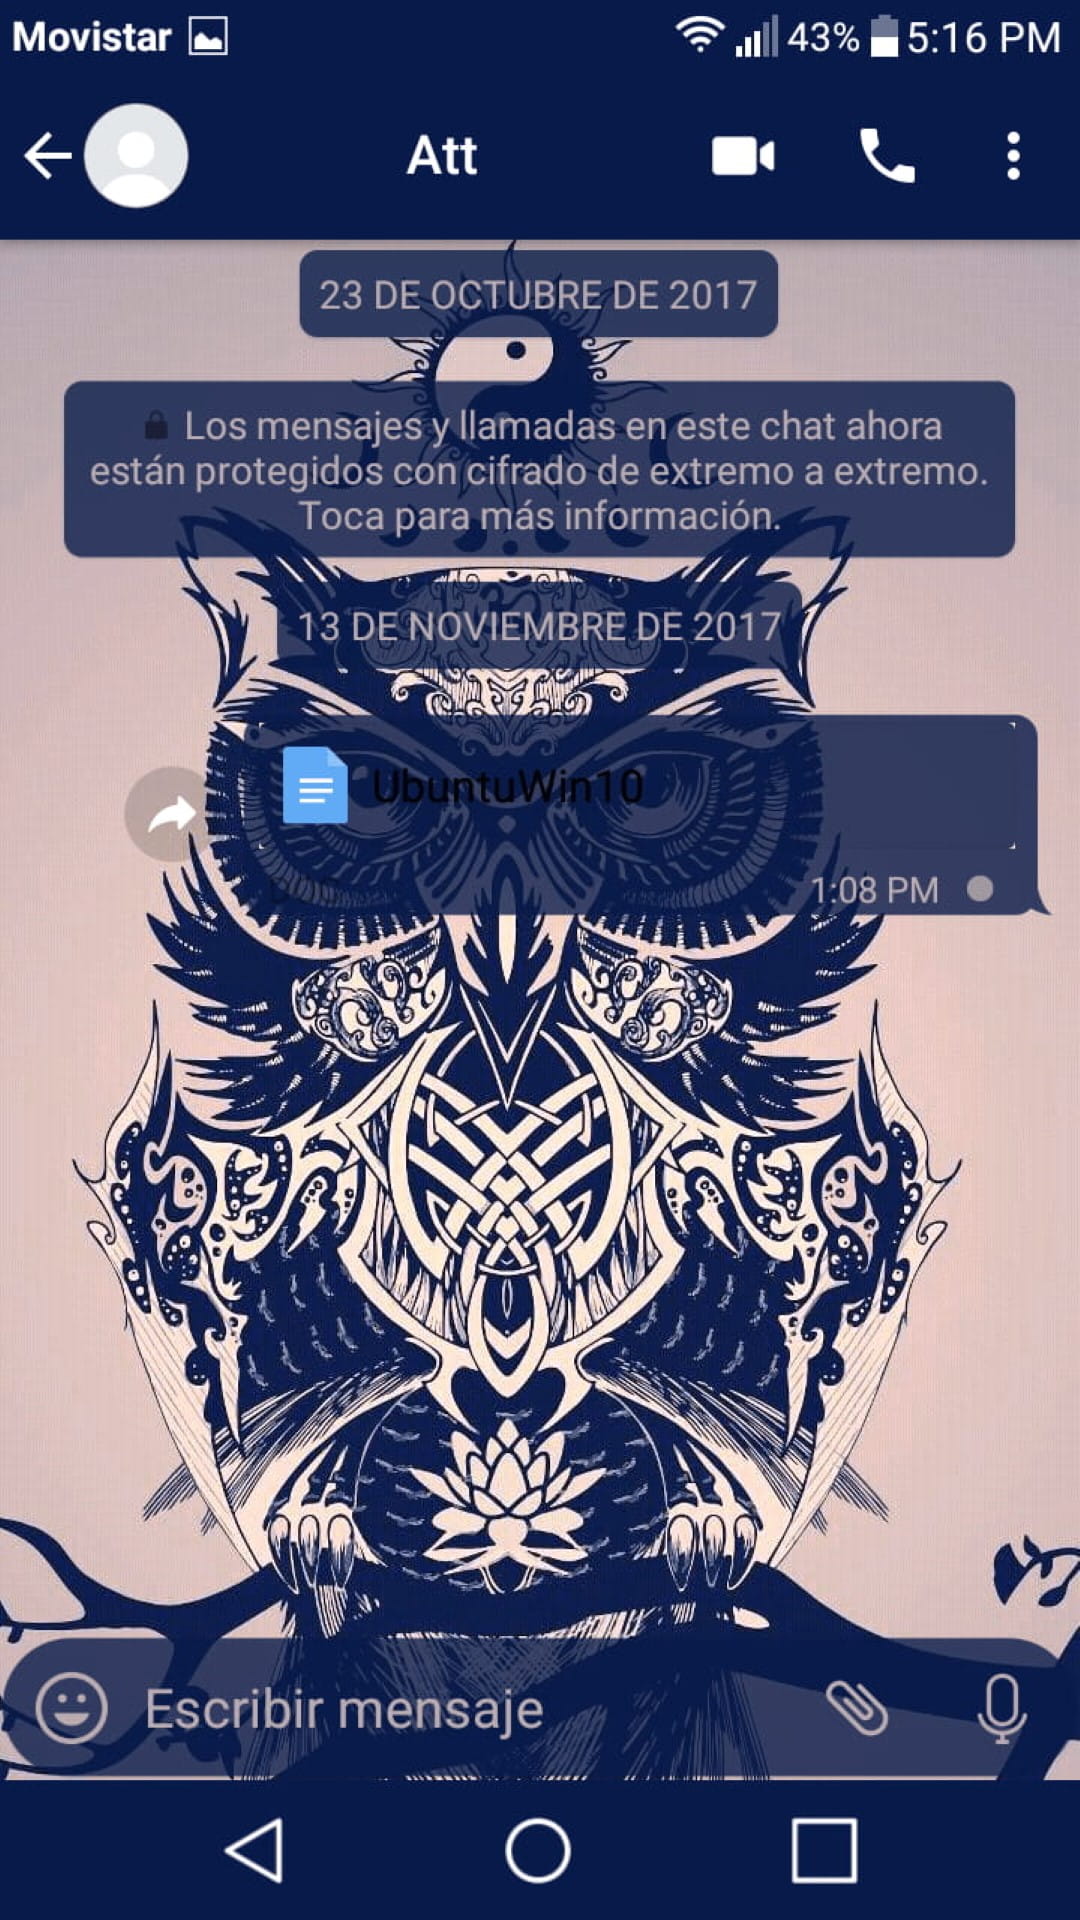 Movistar 43% 5:16 PM
Att
23 DE OCTUBRE DE 2017
Los mensajes y llamadas en este chat ahora
están protegidos con cifrado de extremo a extremo.
Toca para más información.
13 DE NOVIEMBRE DE 2017
UbuntuWin10
DOC 1:08 PM
Escribir mensaje